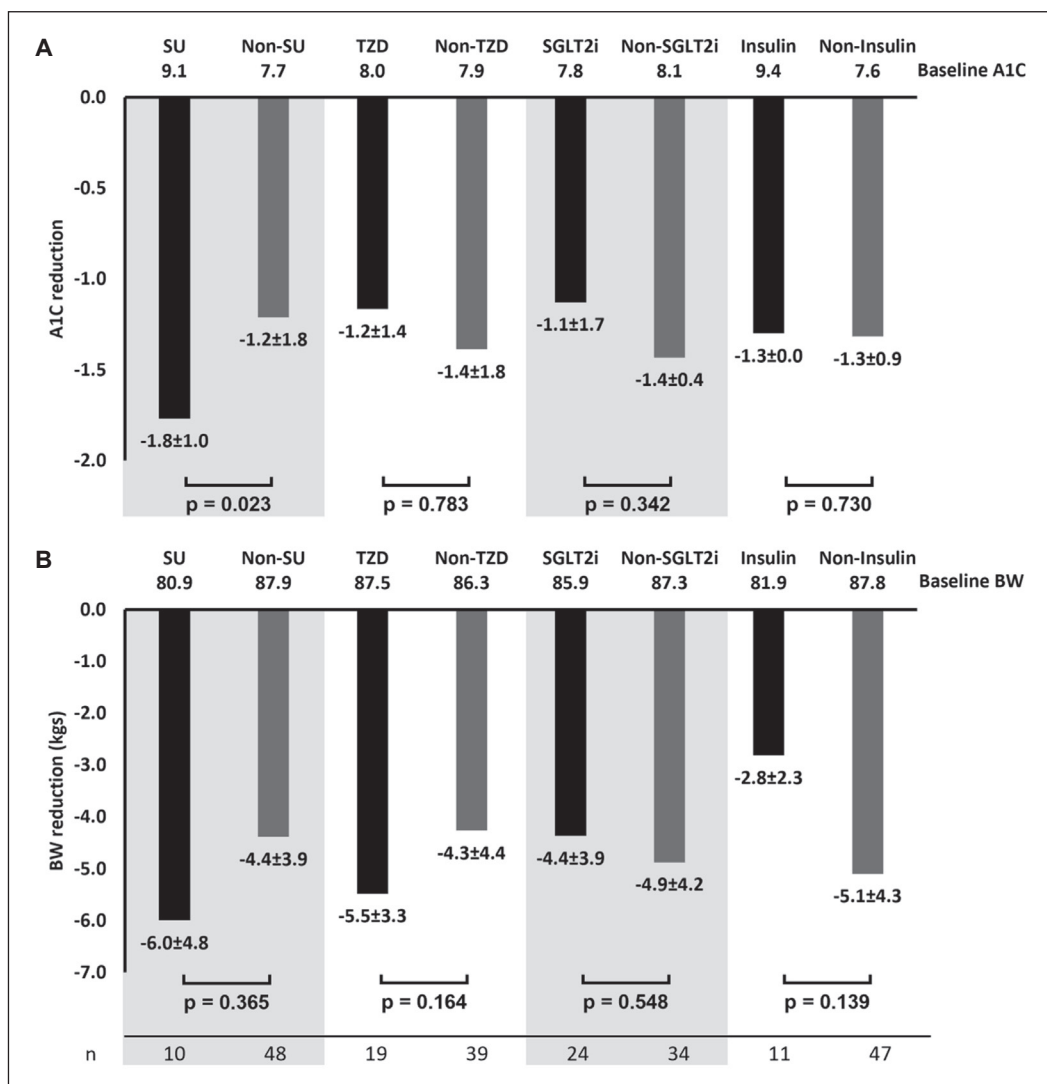 A
SU Non-SU TZD Non-TZD SGLT2i Non-SGLT2i Insulin Non-Insulin
9.1 7.7 8.0 7.9 7.8 8.1 9.4 7.6 Baseline A1C
0.0
-0.5
-1.0
-1.5
-2.0
A1C reduction
-1.8±1.0
-1.2±1.8
-1.2±1.4
-1.4±1.8
-1.1±1.7
-1.4±0.4
-1.3±0.0
-1.3±0.9
p = 0.023 p = 0.783 p = 0.342 p = 0.730
B
SU Non-SU TZD Non-TZD SGLT2i Non-SGLT2i Insulin Non-Insulin
80.9 87.9 87.5 86.3 85.9 87.3 81.9 87.8 Baseline BW
0.0
-1.0
-2.0
-3.0
-4.0
-5.0
-6.0
-7.0
BW reduction (kgs)
-6.0±4.8
-4.4±3.9
-5.5±3.3
-4.3±4.4
-4.4±3.9
-4.9±4.2
-2.8±2.3
-5.1±4.3
p = 0.365 p = 0.164 p = 0.548 p = 0.139
n 10 48 19 39 24 34 11 47